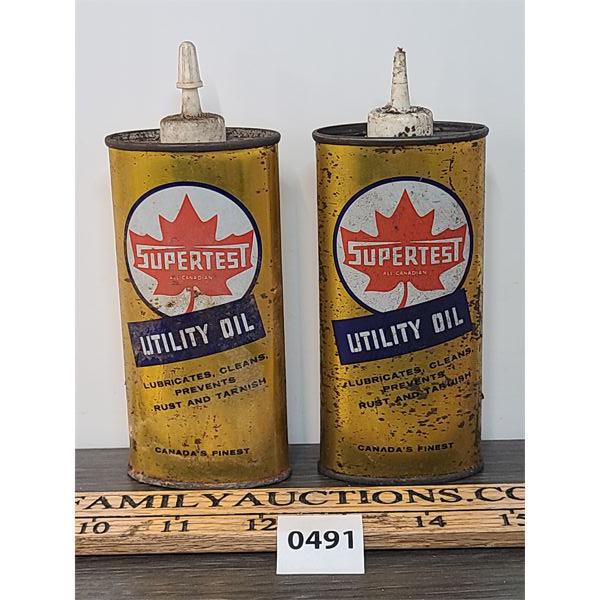 SUPERTEST
ALL CANADIAN
UTILITY OIL
LUBRICATES, CLEANS,
PREVENTS
RUST AND TARNISH
CANADA'S FINEST
SUPERTEST
ALL CANADIAN
UTILITY OIL
LUBRICATES, CLEANS,
PREVENTS
RUST AND TARNISH
CANADA'S FINEST
FAMILYAUCTIONS.CO
10 11 12 14 15
0491